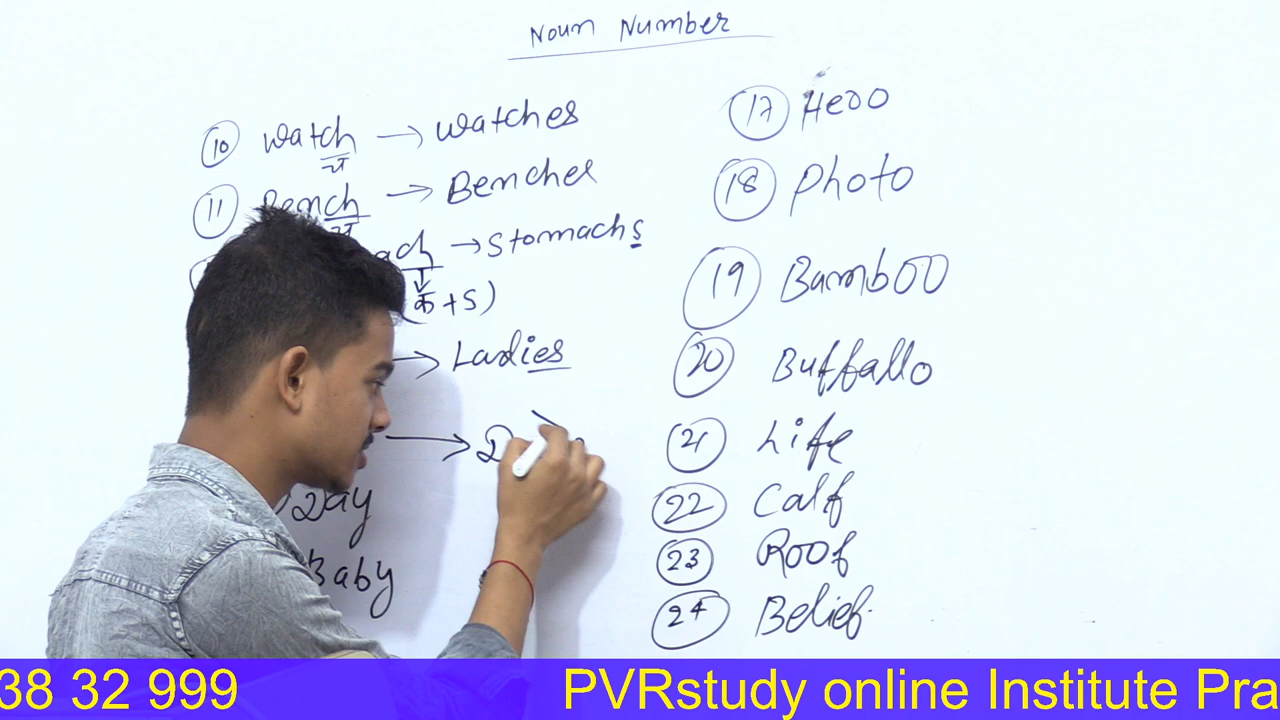 Noun Number
10 Watch → Watches
च
11 Bench → Benches
च
ach → Stomachs
(क + S)
→ Ladies
→ D
Day
Baby
17 Hero
18 Photo
19 Bamboo
20 Buffallo
21 Life
22 Calf
23 Roof
24 Belief
38 32 999 PVRstudy online Institute Pra